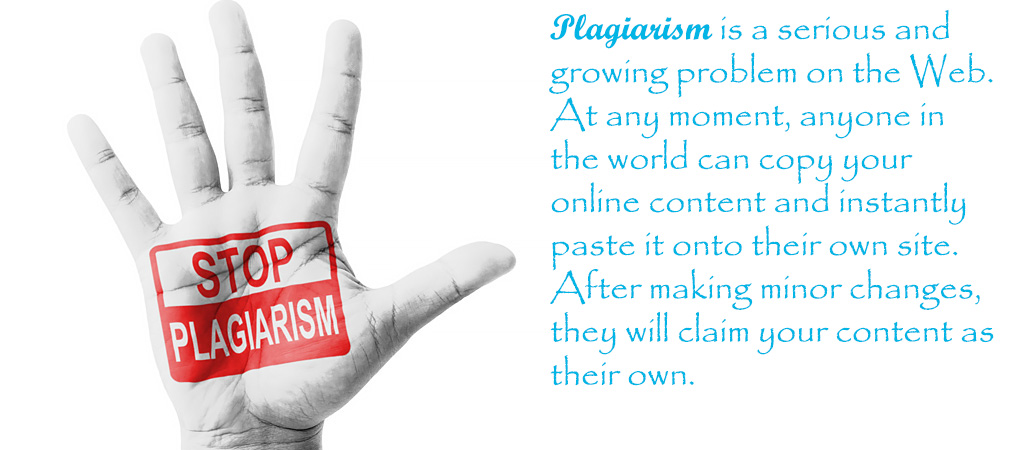 STOP
PLAGIARISM
Plagiarism is a serious and
growing problem on the Web.
At any moment, anyone in
the world can copy your
online content and instantly
paste it onto their own site.
After making minor changes,
they will claim your content as
their own.